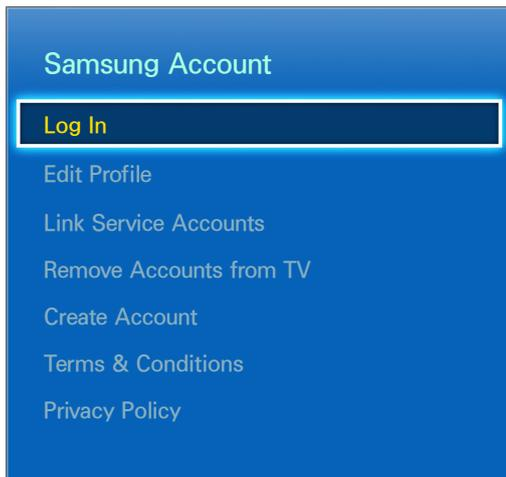 Samsung Account
Log In
Edit Profile
Link Service Accounts
Remove Accounts from TV
Create Account
Terms & Conditions
Privacy Policy